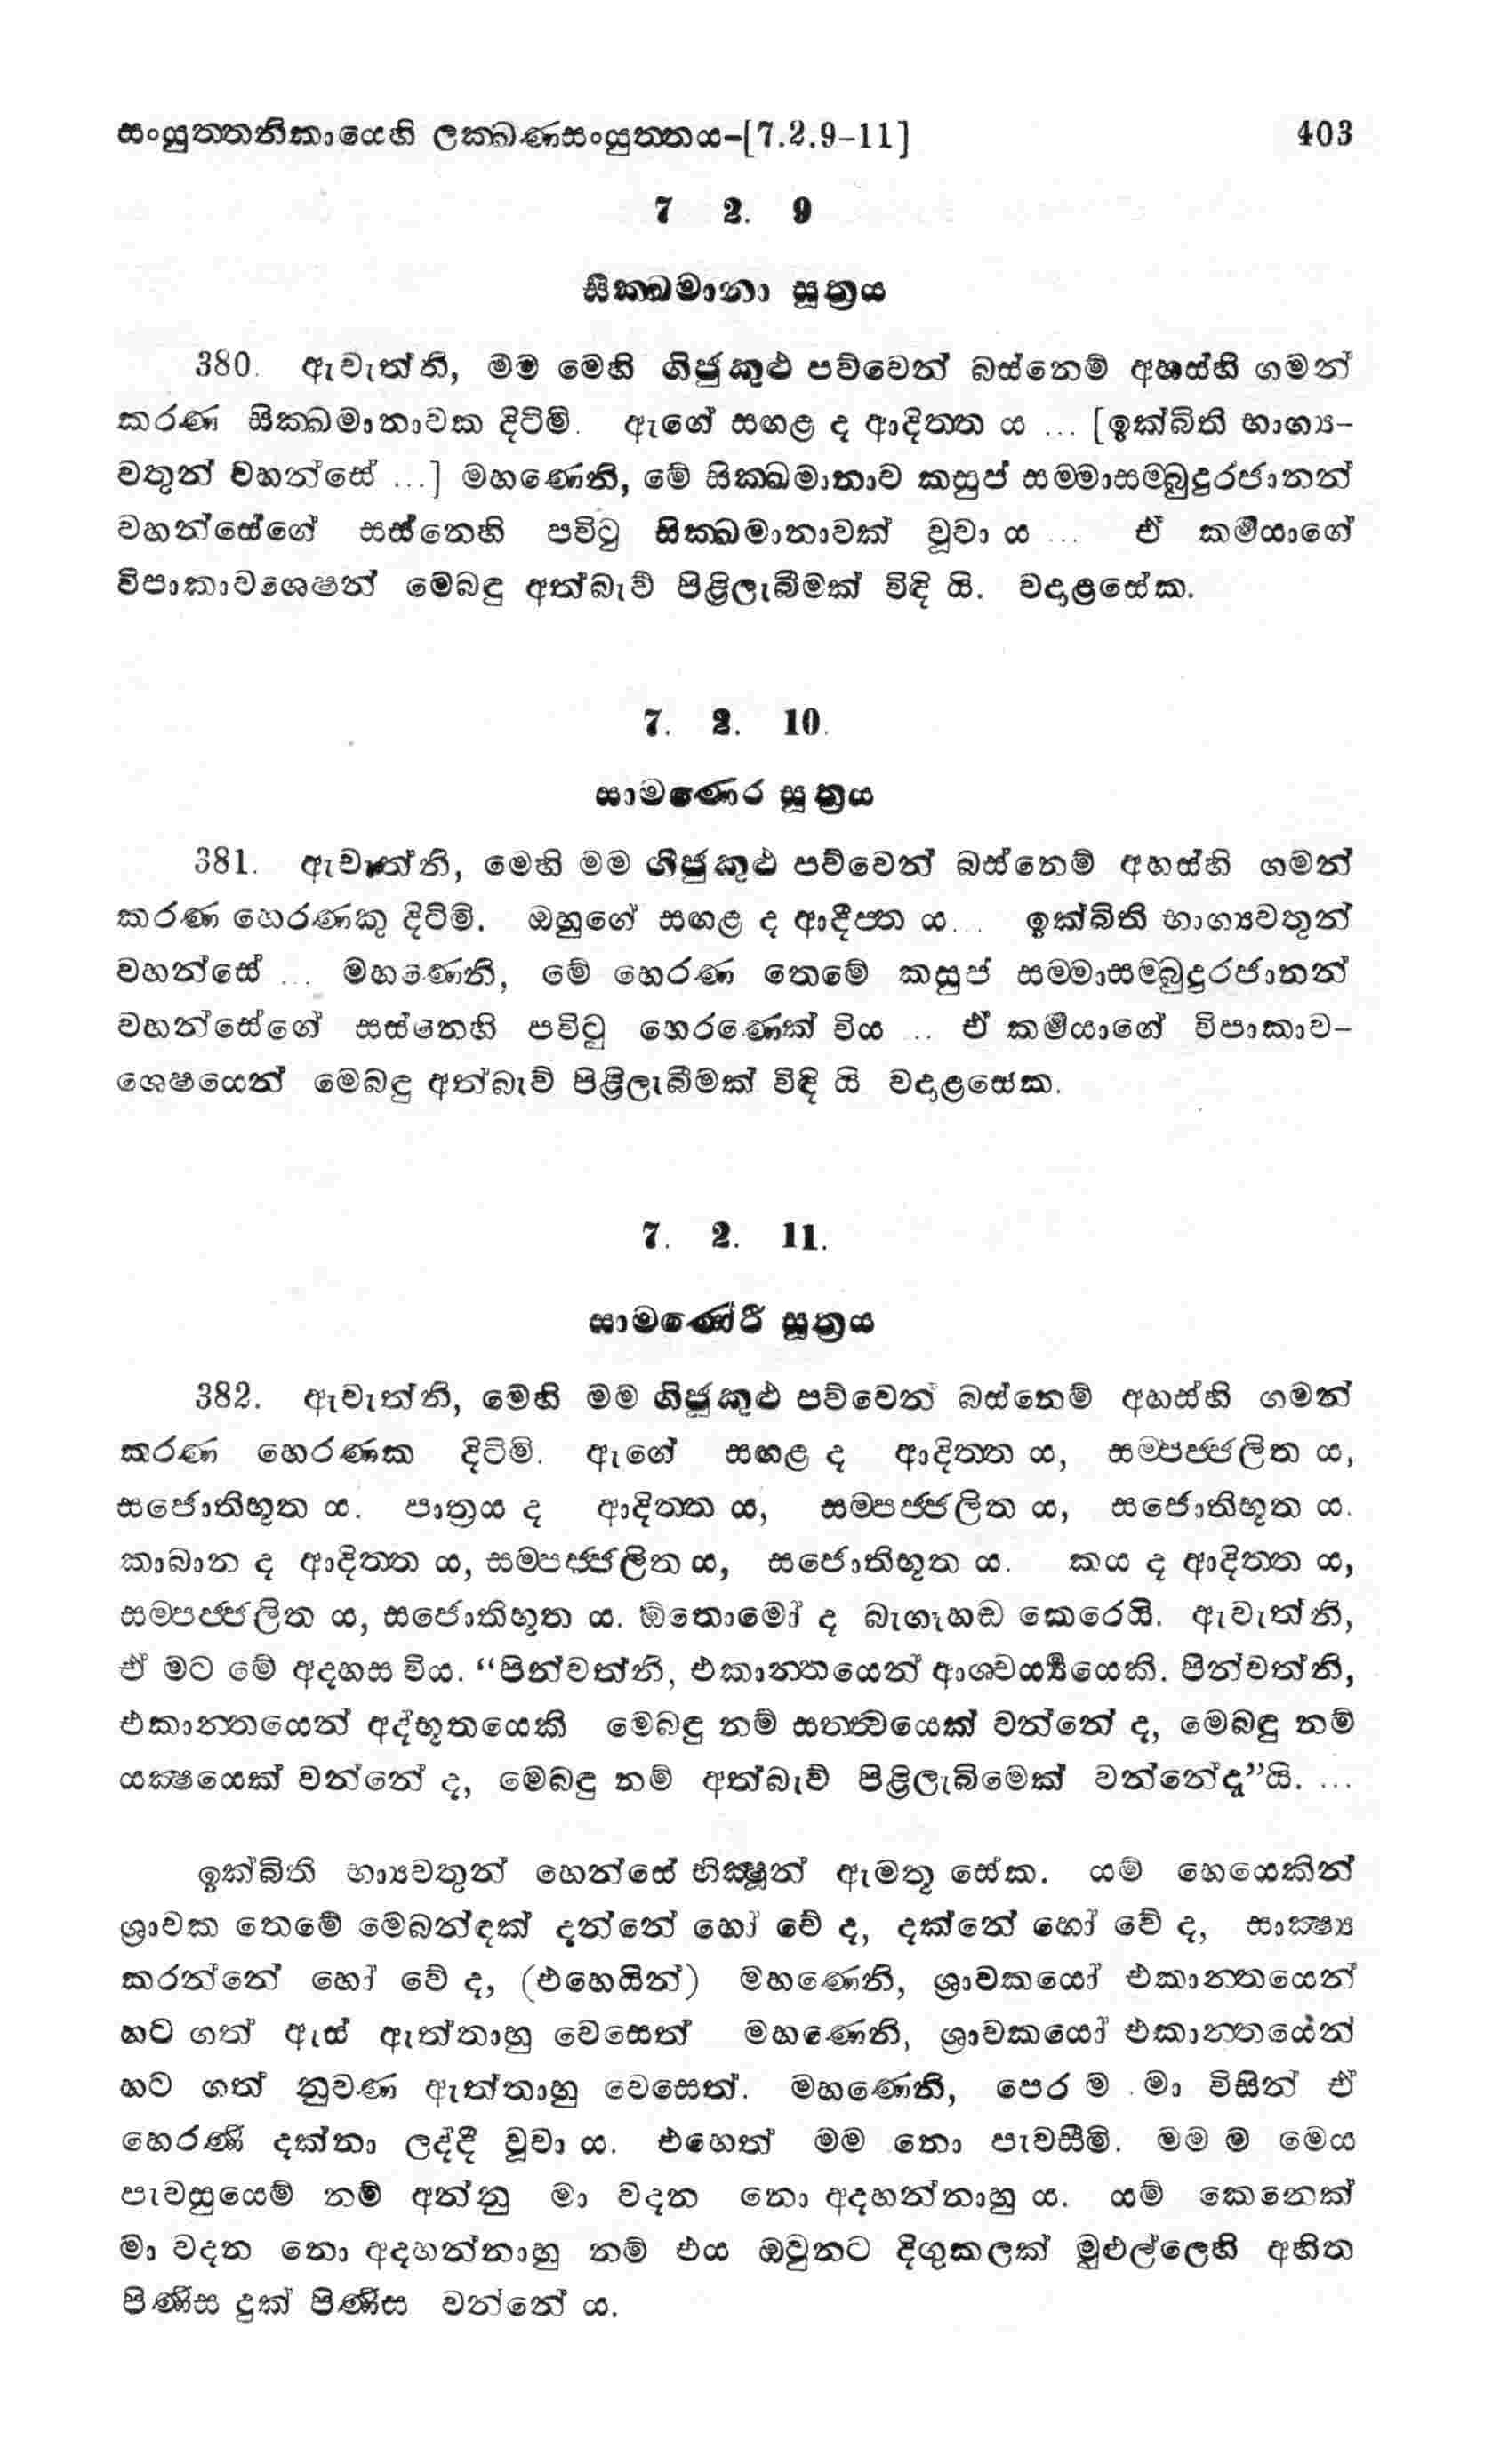 සංයුත්තනිකායෙහි ලක්ඛණසංයුත්තය-[7.2.9-11] 403
7 2. 9
සික්ඛමානා සූත්‍රය
380. ඇවැත්නි, මම මෙහි ගිජුකුළු පව්වෙන් බස්නෙම් අහස්හි ගමන්
කරණ සික්ඛමානාවක දිටිමි. ඇගේ සඟළ ද ආදිත්ත ය ... [ඉක්බිති භාග්‍ය-
වතුන් වහන්සේ ...] මහණෙනි, මේ සික්ඛමානාව කසුප් සම්මාසම්බුදුරජානන්
වහන්සේගේ සස්නෙහි පවිටු සික්ඛමානාවක් වූවා ය ... ඒ කර්මයාගේ
විපාකාවශෙෂන් මෙබඳු අත්බැව් පිළිලැබීමක් විඳි යි. වදාළසේක.
7. 2. 10.
සාමණෙර සූත්‍රය
381. ඇවැත්නි, මෙහි මම ගිජුකුළු පව්වෙන් බස්නෙම් අහස්හි ගමන්
කරණ හෙරණකු දිටිමි. ඔහුගේ සඟළ ද ආදීප්ත ය... ඉක්බිති භාග්‍යවතුන්
වහන්සේ ... මහණෙනි, මේ හෙරණ තෙමේ කසුප් සම්මාසම්බුදුරජානන්
වහන්සේගේ සස්නෙහි පවිටු හෙරණෙක් විය ... ඒ කර්මයාගේ විපාකාව-
ශෙෂයෙන් මෙබඳු අත්බැව් පිළිලැබීමක් විඳි යි වදාළසේක.
7. 2. 11.
සාමණේරී සූත්‍රය
382. ඇවැත්නි, මෙහි මම ගිජුකුළු පව්වෙන් බස්නෙම් අහස්හි ගමන්
කරණ හෙරණක දිටිමි. ඇගේ සඟළ ද ආදිත්ත ය, සම්පජ්ජලිත ය,
සජොතිභූත ය. පාත්‍රය ද ආදිත්ත ය, සම්පජ්ජලිත ය, සජොතිභූත ය.
කාබාන ද ආදිත්ත ය, සම්පජ්ජලිත ය, සජොතිභූත ය. කය ද ආදිත්ත ය,
සම්පජ්ජලිත ය, සජොතිභූත ය. ඕතොමෝ ද බැගෑහඬ කෙරෙයි. ඇවැත්නි,
ඒ මට මේ අදහස විය. “පින්වත්නි, එකාන්තයෙන් ආශ්චර්‍ය්‍යයෙකි. පින්වත්නි,
එකාන්තයෙන් අද්භූතයෙකි මෙබඳු නම් සත්ත්‍වයෙක් වන්නේ ද, මෙබඳු නම්
යක්‍ෂයෙක් වන්නේ ද, මෙබඳු නම් අත්බැව් පිළිලැබීමෙක් වන්නේදැ”යි. ...
ඉක්බිති භාග්‍යවතුන් හෙන්සේ භික්‍ෂූන් ඇමතූ සේක. යම් හෙයෙකින්
ශ්‍රාවක තෙමේ මෙබන්ඳක් දන්නේ හෝ වේ ද, දක්නේ හෝ වේ ද, සාක්‍ෂ්‍ය
කරන්නේ හෝ වේ ද, (එහෙයින්) මහණෙනි, ශ්‍රාවකයෝ එකාන්තයෙන්
හට ගත් ඇස් ඇත්තාහු වෙසෙත් මහණෙනි, ශ්‍රාවකයෝ එකාන්තයෙන්
හට ගත් නුවණ ඇත්තාහු වෙසෙත්. මහණෙනි, පෙර ම මා විසින් ඒ
හෙරණී දක්නා ලද්දී වූවා ය. එහෙත් මම නො පැවසීමි. මම ම මෙය
පැවසුයෙම් නම් අන්නු මා වදන නො අදහන්නාහු ය. යම් කෙනෙක්
මා වදන නො අදහන්නාහු නම් එය ඔවුනට දිගුකලක් මුළුල්ලෙහි අහිත
පිණිස දුක් පිණිස වන්නේ ය.